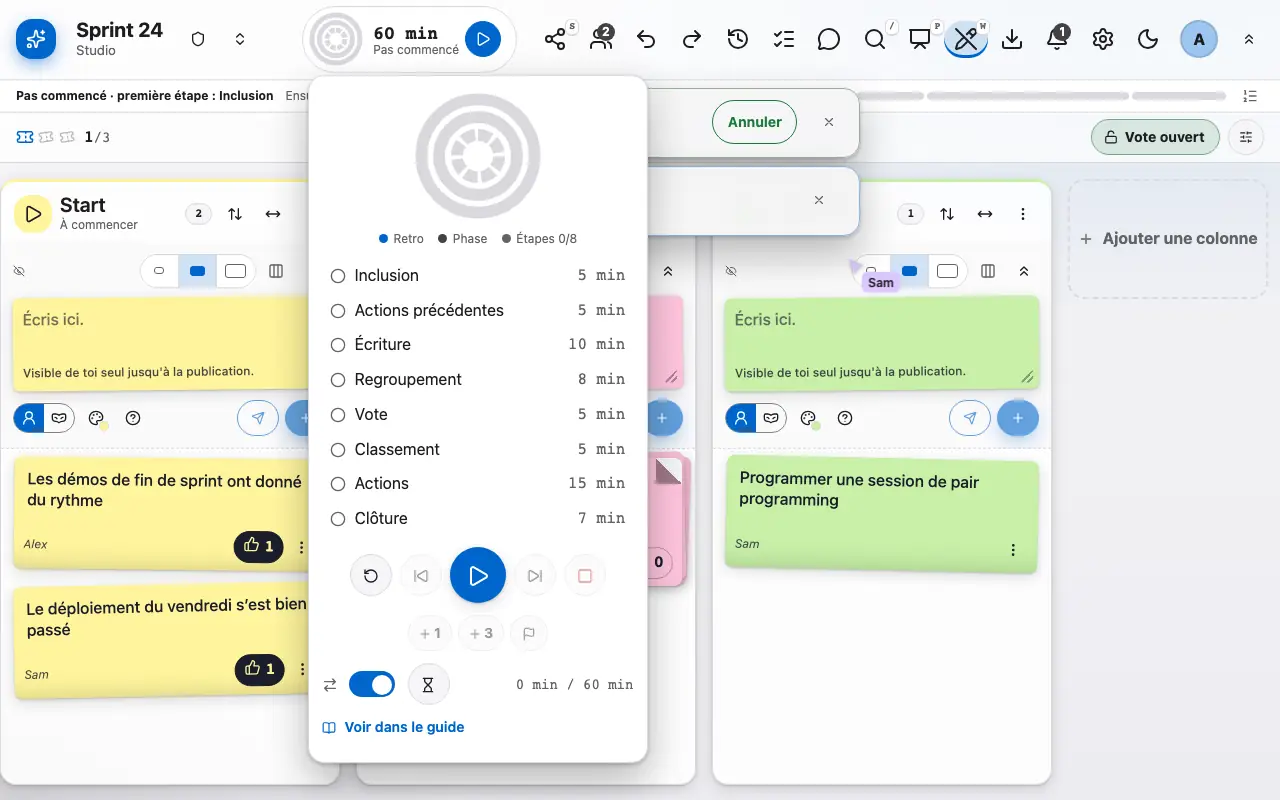 Sprint 24
Studio
60 min
Pas commencé
S
2
/
P
W
1
A
Pas commencé · première étape : Inclusion
1/3
Annuler
Vote ouvert
Start
À commencer
2
1
Ajouter une colonne
Retro
Phase
Étapes 0/8
Inclusion 5 min
Actions précédentes 5 min
Écriture 10 min
Regroupement 8 min
Vote 5 min
Classement 5 min
Actions 15 min
Clôture 7 min
+ 1
+ 3
0 min / 60 min
Voir dans le guide
Sam
Écris ici.
Visible de toi seul jusqu'à la publication.
Écris ici.
Visible de toi seul jusqu'à la publication.
Les démos de fin de sprint ont donné
du rythme
Alex
1
Le déploiement du vendredi s’est bien
passé
Sam
1
0
Programmer une session de pair
programming
Sam